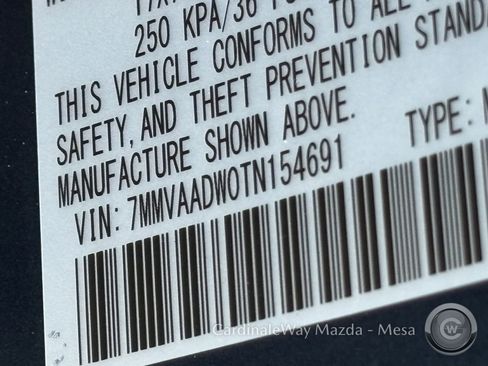 250 KPA/36
THIS VEHICLE CONFORMS TO ALL
SAFETY, AND THEFT PREVENTION STANDA
MANUFACTURE SHOWN ABOVE.
VIN: 7MMVAADW0TN154691 TYPE:
CardinaleWay Mazda - Mesa